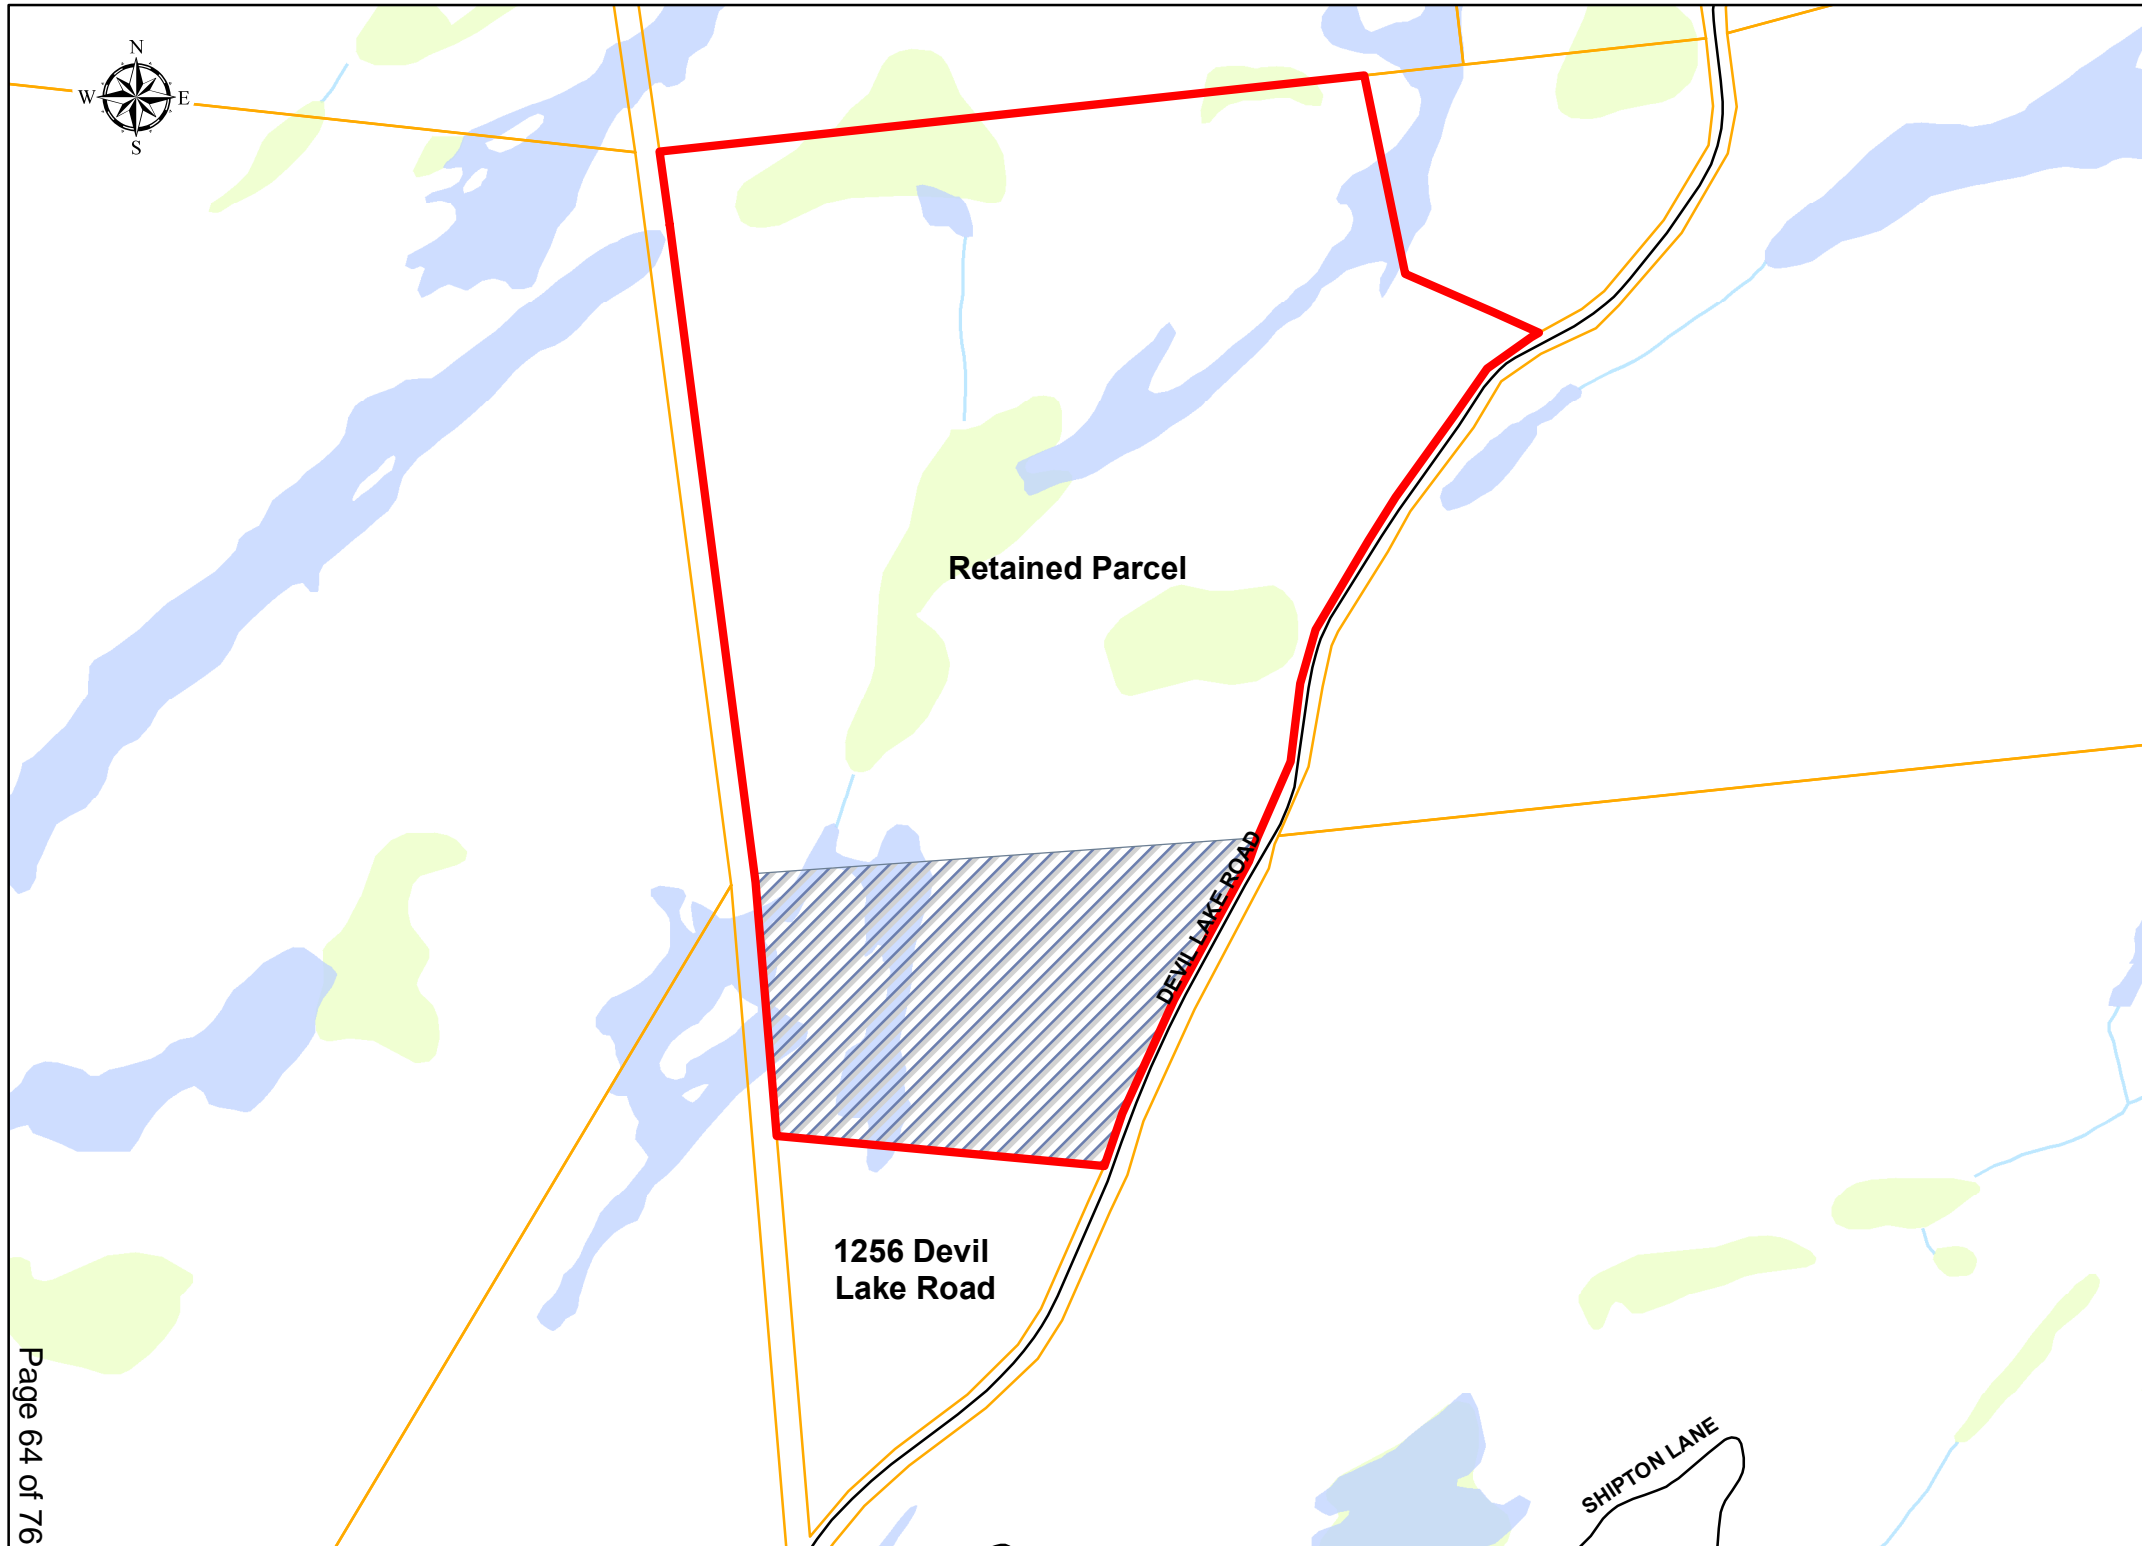 N
W E
S
Retained Parcel
DEVIL LAKE ROAD
1256 Devil
Lake Road
SHIPTON LANE
Page 64 of 76